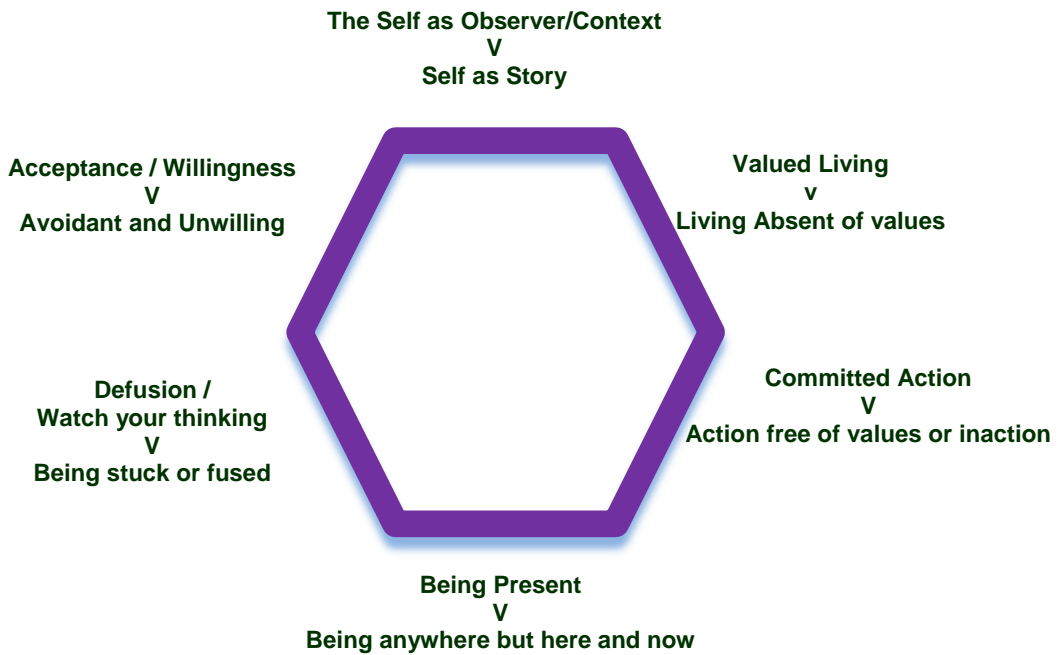 The Self as Observer/Context
V
Self as Story
Acceptance / Willingness
V
Avoidant and Unwilling
Valued Living
v
Living Absent of values
Defusion /
Watch your thinking
V
Being stuck or fused
Committed Action
V
Action free of values or inaction
Being Present
V
Being anywhere but here and now